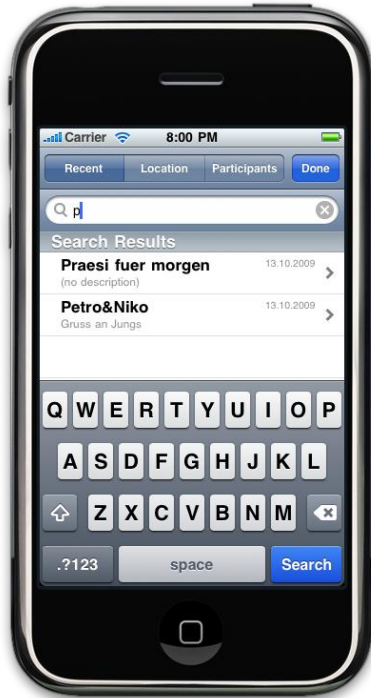 Carrier 8:00 PM
Recent Location Participants Done
p
Search Results
Praesi fuer morgen 13.10.2009
(no description)
Petro&Niko 13.10.2009
Gruss an Jungs
Q W E R T Y U I O P
A S D F G H J K L
Z X C V B N M
.?123 space Search